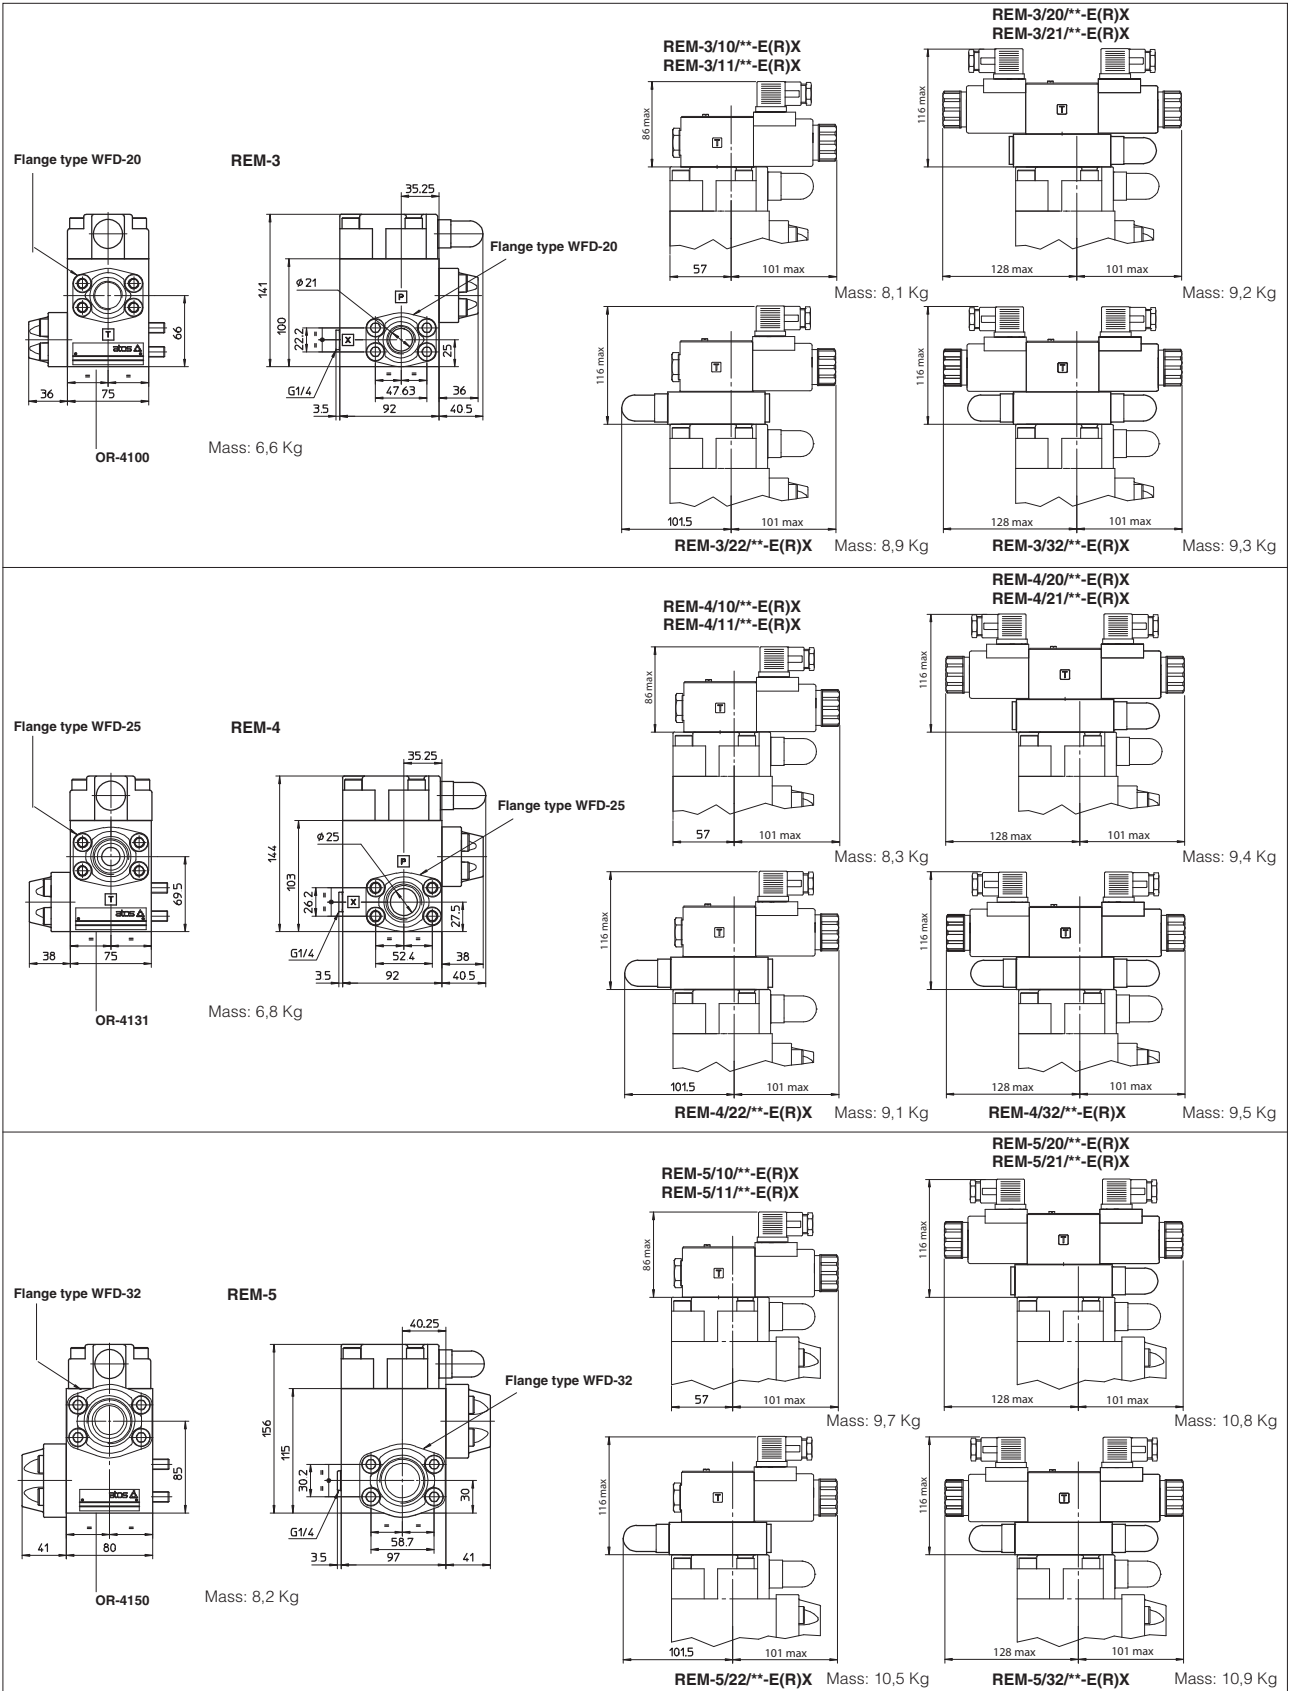 REM-3/20/**-E(R)X
REM-3/21/**-E(R)X
REM-3/10/**-E(R)X
REM-3/11/**-E(R)X
86 max
T
116 max
T
Flange type WFD-20
REM-3
35.25
Flange type WFD-20
141
100
ø21
P
X
22.2
=
=
25
G1/4
=
=
47.63
36
3.5
92
40.5
66
T
atos
=
=
36
75
OR-4100
Mass: 6,6 Kg
57
101 max
Mass: 8,1 Kg
128 max
101 max
Mass: 9,2 Kg
116 max
T
116 max
T
101.5
101 max
REM-3/22/**-E(R)X
Mass: 8,9 Kg
128 max
101 max
REM-3/32/**-E(R)X
Mass: 9,3 Kg
REM-4/20/**-E(R)X
REM-4/21/**-E(R)X
REM-4/10/**-E(R)X
REM-4/11/**-E(R)X
86 max
T
116 max
T
Flange type WFD-25
REM-4
35.25
Flange type WFD-25
144
103
ø25
P
X
26.2
=
=
27.5
G1/4
=
=
52.4
38
3.5
92
40.5
69.5
T
atos
=
=
38
75
OR-4131
Mass: 6,8 Kg
57
101 max
Mass: 8,3 Kg
128 max
101 max
Mass: 9,4 Kg
116 max
T
116 max
T
101.5
101 max
REM-4/22/**-E(R)X
Mass: 9,1 Kg
128 max
101 max
REM-4/32/**-E(R)X
Mass: 9,5 Kg
REM-5/20/**-E(R)X
REM-5/21/**-E(R)X
REM-5/10/**-E(R)X
REM-5/11/**-E(R)X
86 max
T
116 max
T
Flange type WFD-32
REM-5
40.25
Flange type WFD-32
156
115
30.2
=
=
30
G1/4
=
=
58.7
3.5
97
41
85
atos
=
=
41
80
OR-4150
Mass: 8,2 Kg
57
101 max
Mass: 9,7 Kg
128 max
101 max
Mass: 10,8 Kg
116 max
T
116 max
T
101.5
101 max
REM-5/22/**-E(R)X
Mass: 10,5 Kg
128 max
101 max
REM-5/32/**-E(R)X
Mass: 10,9 Kg